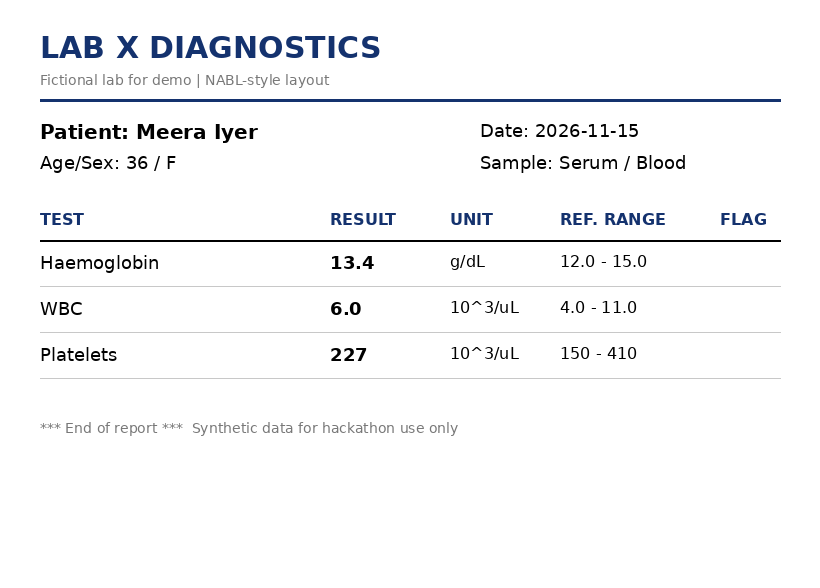 LAB X DIAGNOSTICS
Fictional lab for demo | NABL-style layout
Patient: Meera Iyer Date: 2026-11-15
Age/Sex: 36 / F Sample: Serum / Blood
TEST RESULT UNIT REF. RANGE FLAG
Haemoglobin 13.4 g/dL 12.0 - 15.0
WBC 6.0 10^3/uL 4.0 - 11.0
Platelets 227 10^3/uL 150 - 410
*** End of report *** Synthetic data for hackathon use only